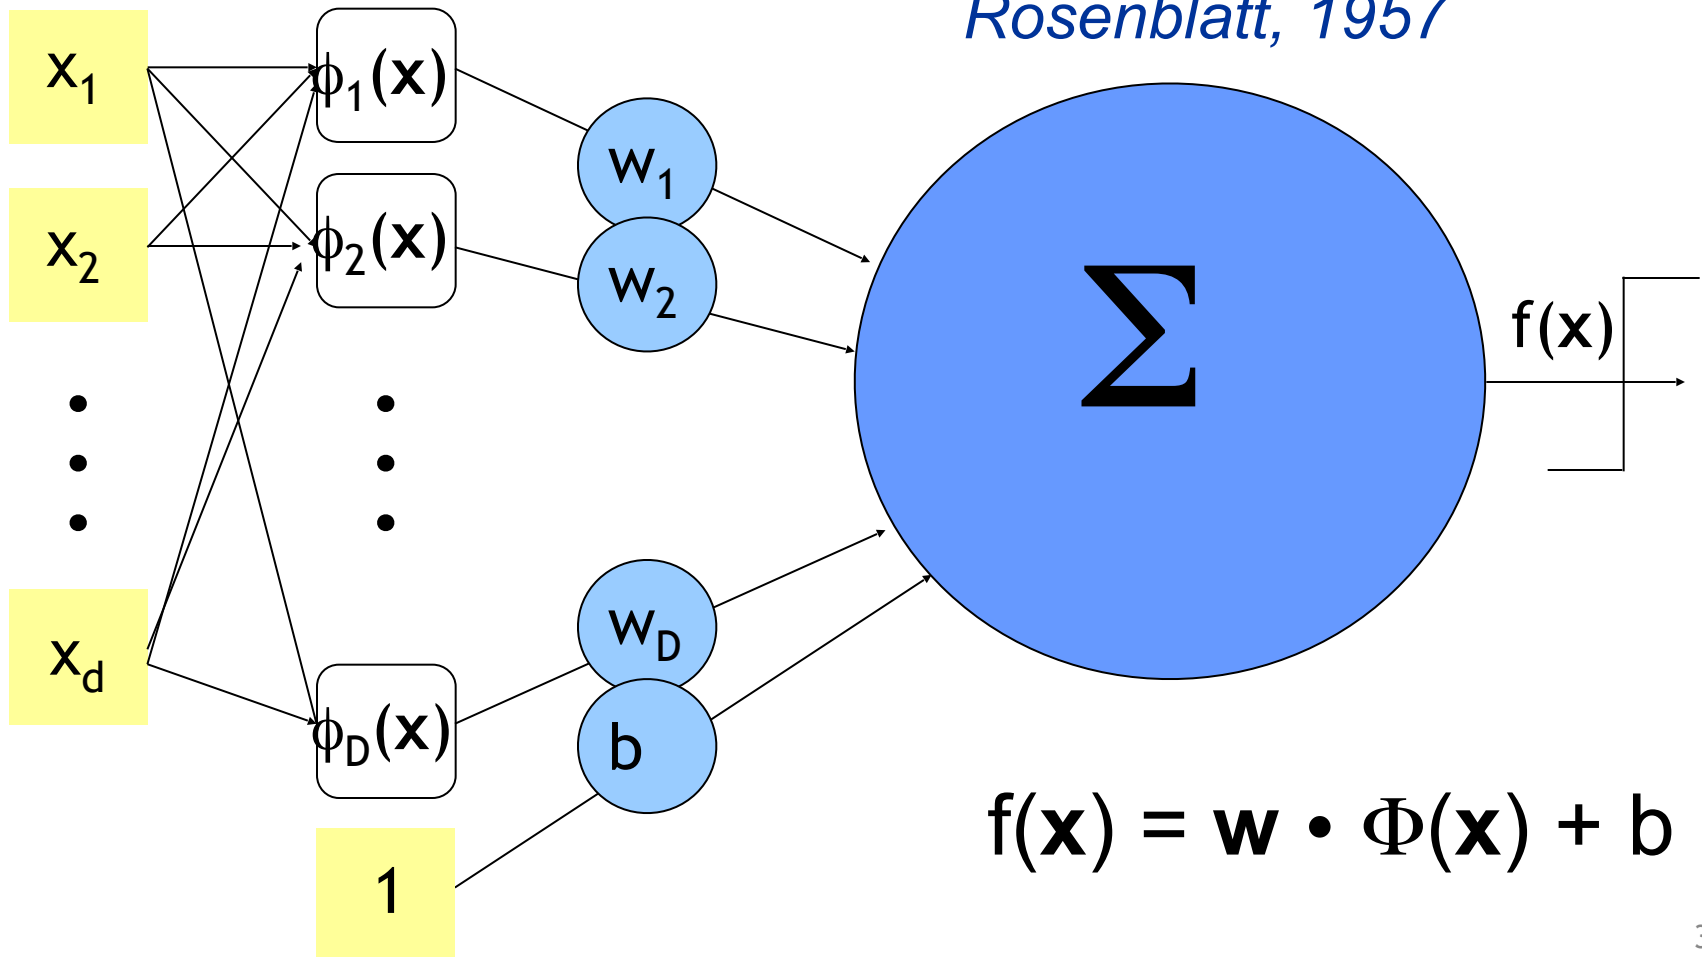 Rosenblatt, 1957
x1
ϕ1(x)
w1
x2
ϕ2(x)
w2
Σ
f(x)
xd
wD
ϕD(x)
b
1
f(x) = w • Φ(x) + b